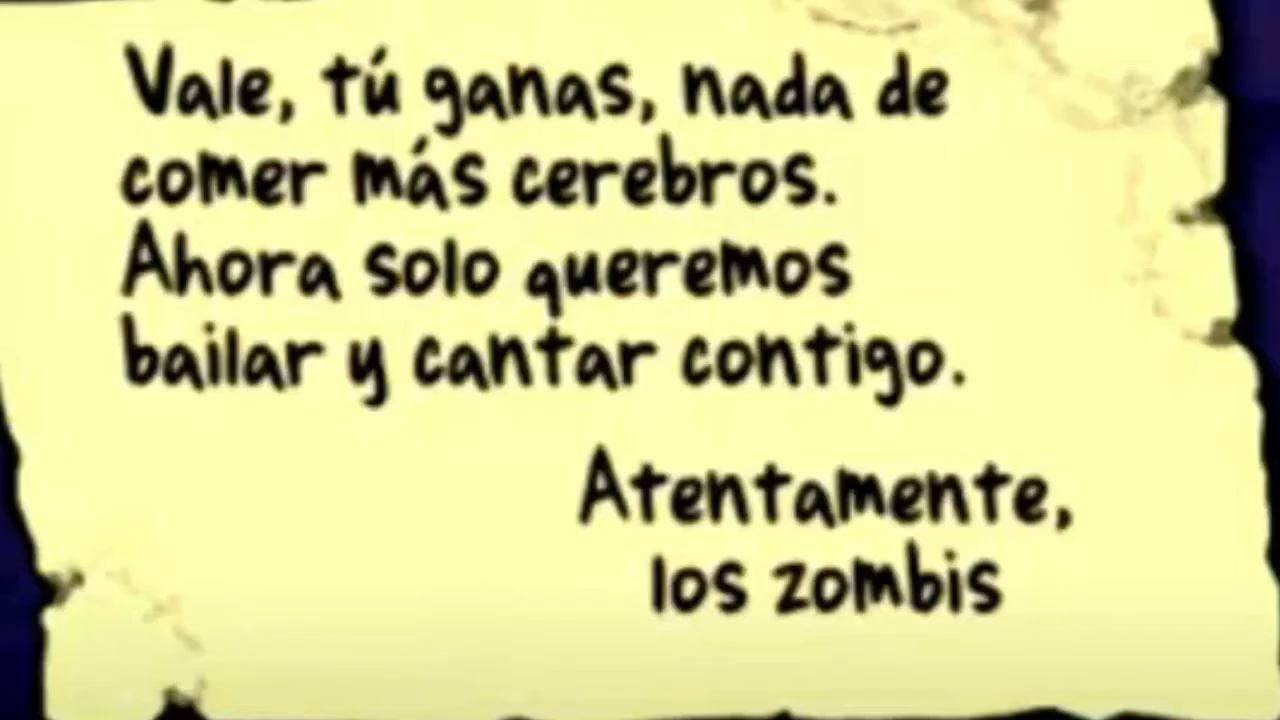 Vale, tú ganas, nada de
comer más cerebros.
Ahora solo queremos
bailar y cantar contigo.
Atentamente,
los zombis